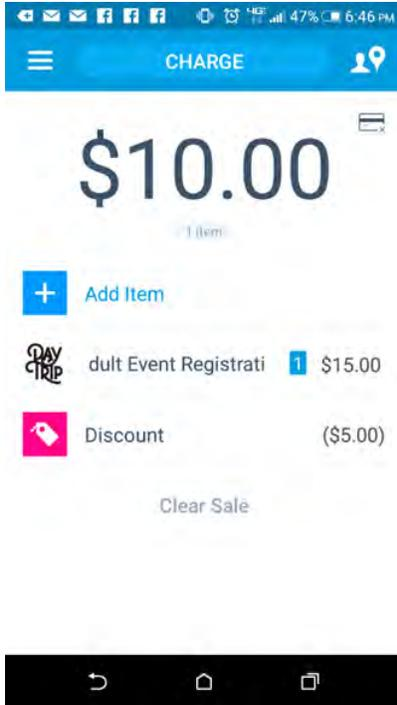 4G 47% 6:46 PM
CHARGE
$10.00
1 item
+ Add Item
DAY TRIP dult Event Registrati 1 $15.00
Discount ($5.00)
Clear Sale